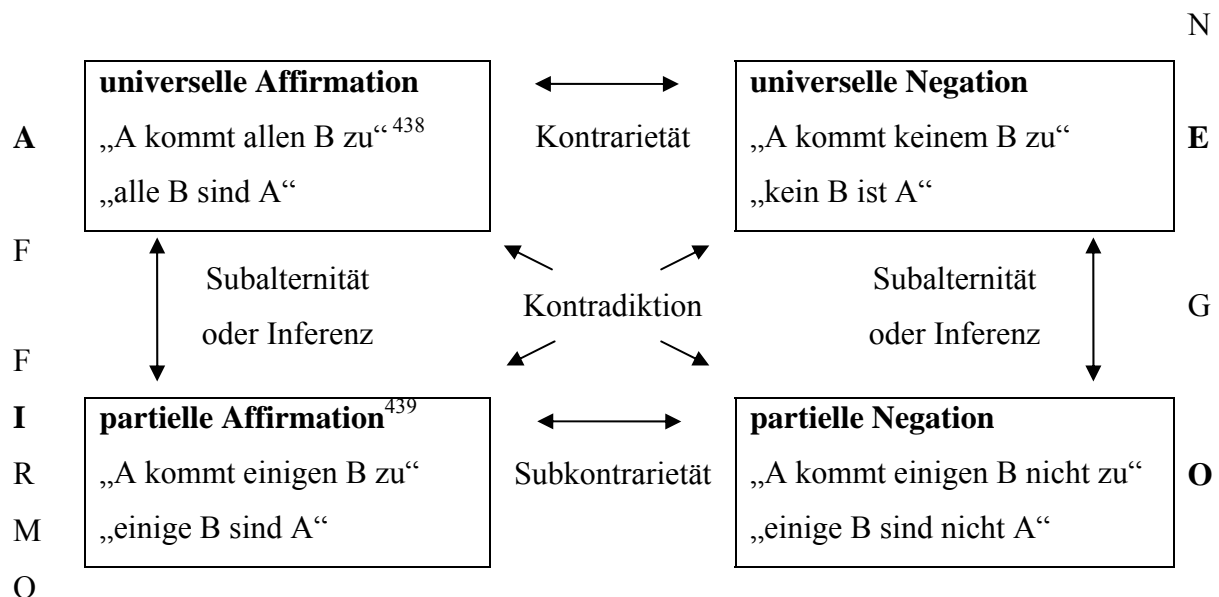 N
universelle Affirmation
„A kommt allen B zu“ 438
„alle B sind A“
Kontrarietät
universelle Negation
„A kommt keinem B zu“
„kein B ist A“
A
E
F
Subalternität
oder Inferenz
Kontradiktion
Subalternität
oder Inferenz
G
F
I
partielle Affirmation439
„A kommt einigen B zu“
„einige B sind A“
Subkontrarietät
partielle Negation
„A kommt einigen B nicht zu“
„einige B sind nicht A“
O
R
M
O